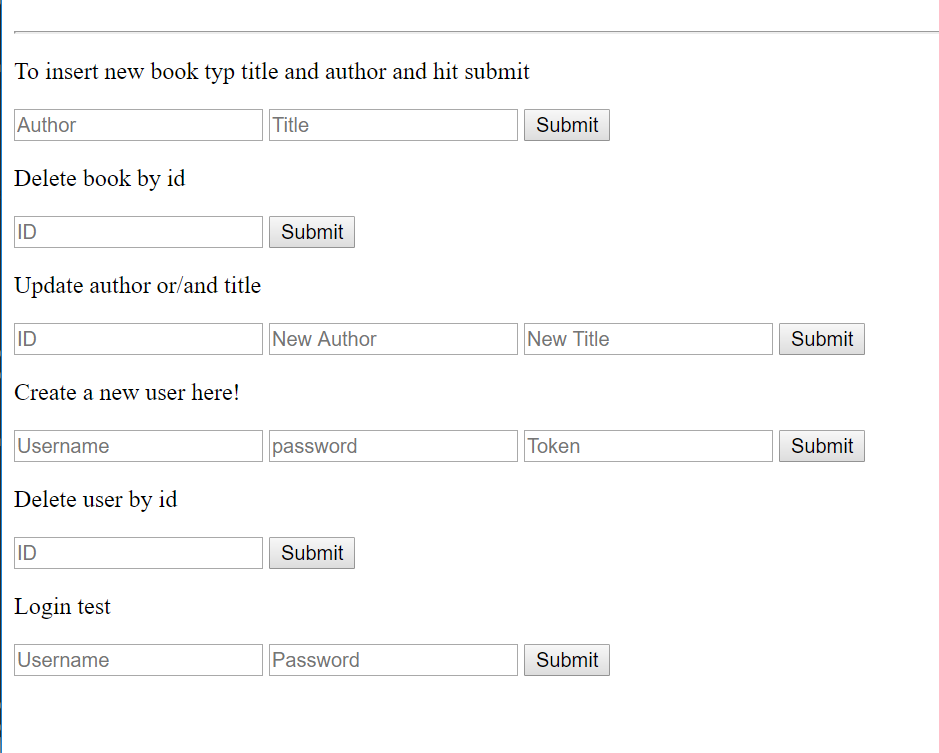 To insert new book typ title and author and hit submit
Author Title Submit
Delete book by id
ID Submit
Update author or/and title
ID New Author New Title Submit
Create a new user here!
Username password Token Submit
Delete user by id
ID Submit
Login test
Username Password Submit